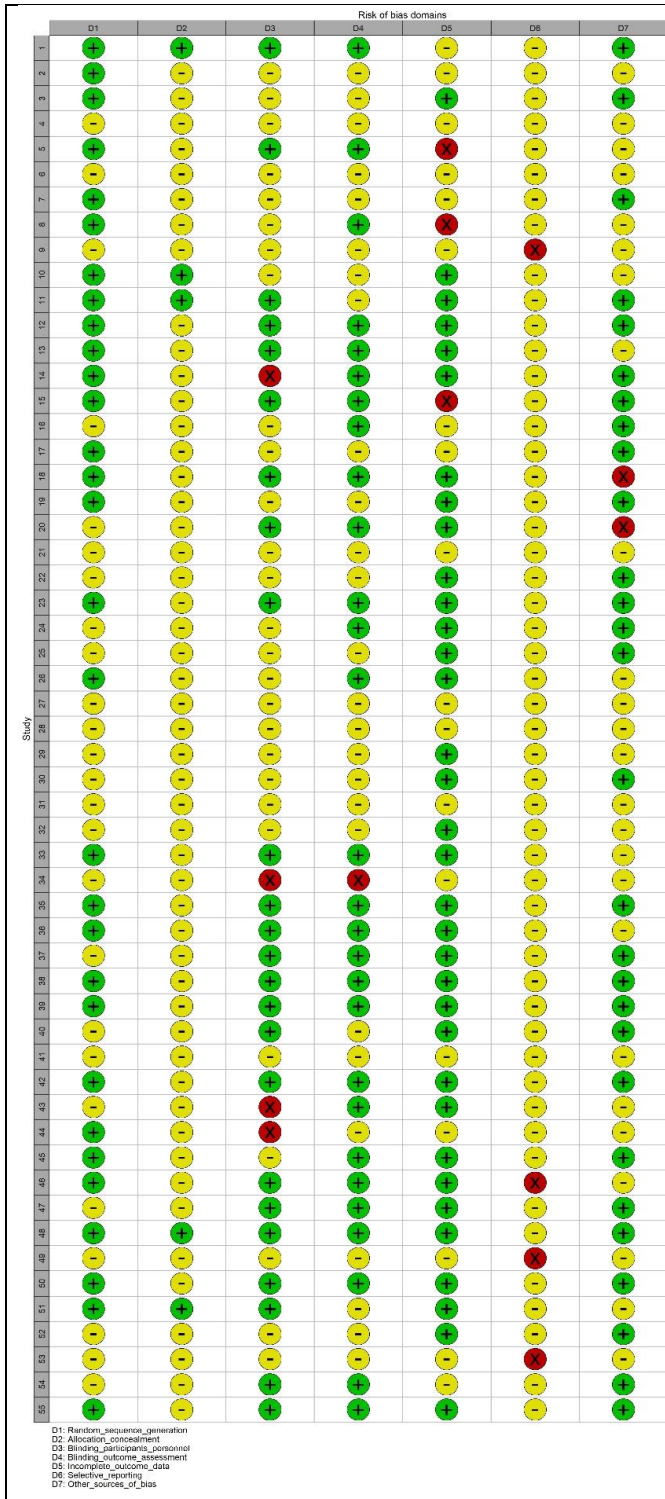 Risk of bias domains
D1 D2 D3 D4 D5 D6 D7
1 + + + + - - +
2 + - - - - - -
3 + - - - + - +
4 - - - - - - -
5 + - + + X - -
6 - - - - - - -
7 + - - - - - +
8 + - - + X - -
9 - - - - - X -
10 + + - - + - -
11 + + + - + - +
12 + - + + + - +
13 + - + + + - -
14 + - X + + - +
15 + - + + X - +
16 - - - + - - +
17 + - - - - - +
18 + - + + + - X
19 + - - - + - +
20 - - + + + - X
21 - - - - - - -
22 - - - - + - +
23 + - + + + - +
24 - - - + + - +
25 - - - - + - +
26 + - - + + - -
27 - - - - - - -
28 - - - - - - -
Study
29 - - - - + - -
30 - - - - + - +
31 - - - - - - -
32 - - - - + - -
33 + - + + + - -
34 - - X X - - -
35 + - + + + - +
36 + - + + + - -
37 - - + + + - +
38 + - + + + - +
39 + - + + + - +
40 - - + - + - +
41 - - - - - - -
42 + - + + + - +
43 - - X + + - -
44 + - X - - - -
45 + - - + + - +
46 + - + + + X -
47 - - + + + - +
48 + + + + + - +
49 - - - - - X -
50 + - + + + - +
51 + + + - + - -
52 - - - - + - +
53 - - - - - X -
54 - - + + - - +
55 + - + + + - +
D1: Random_sequence_generation
D2: Allocation_concealment
D3: Blinding_participants_personnel
D4: Blinding_outcome_assessment
D5: Incomplete_outcome_data
D6: Selective_reporting
D7: Other_sources_of_bias